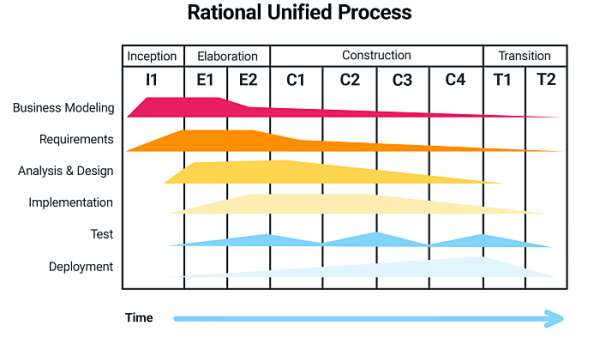 Rational Unified Process
Inception Elaboration Construction Transition
I1 E1 E2 C1 C2 C3 C4 T1 T2
Business Modeling
Requirements
Analysis & Design
Implementation
Test
Deployment
Time